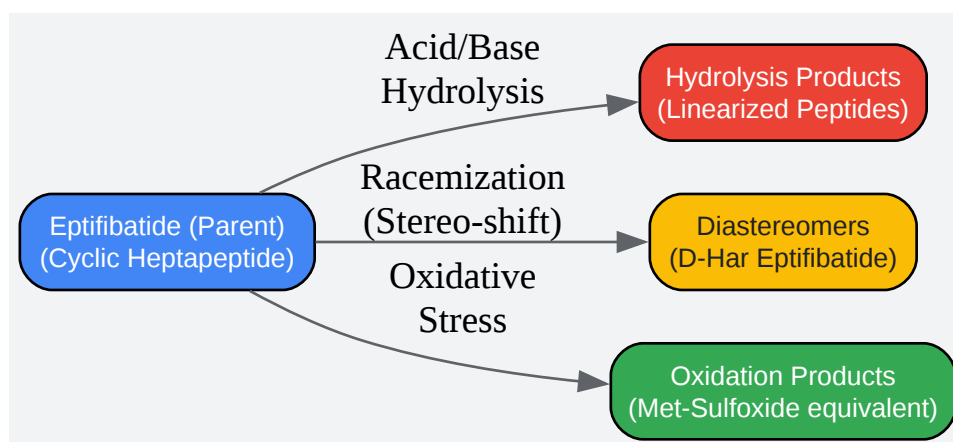 Acid/Base
Hydrolysis
Hydrolysis Products
(Linearized Peptides)
Racemization
(Stereo-shift)
Eptifibatide (Parent)
(Cyclic Heptapeptide)
Diastereomers
(D-Har Eptifibatide)
Oxidative
Stress
Oxidation Products
(Met-Sulfoxide equivalent)